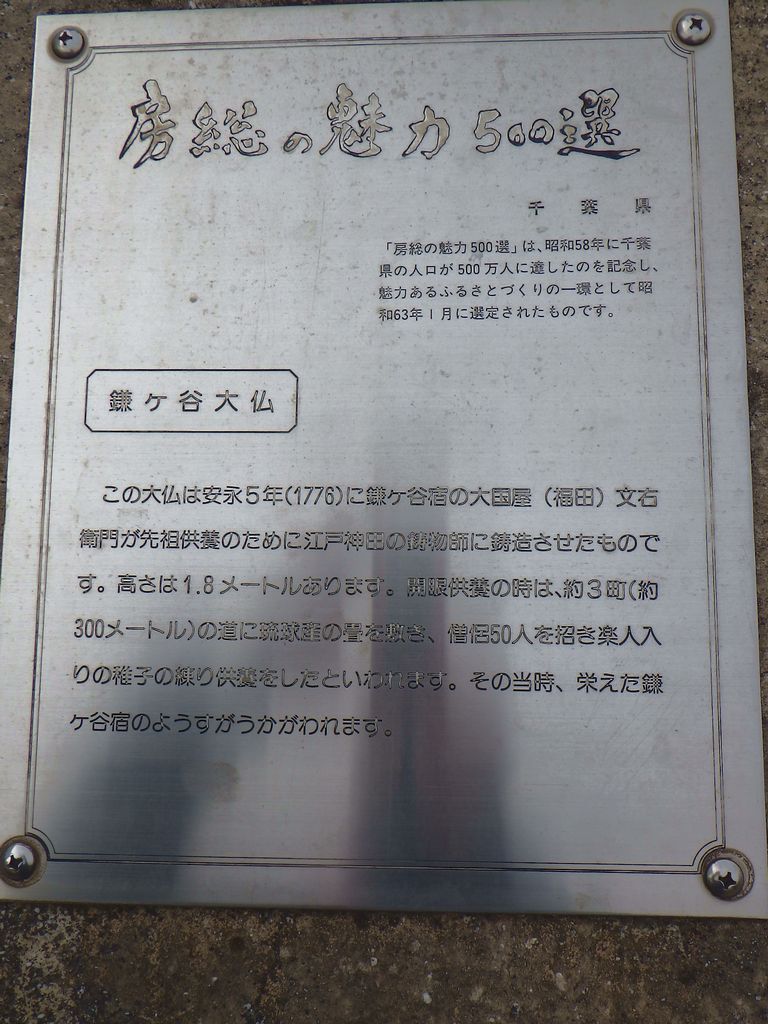 房総の魅力500選
千葉県
「房総の魅力500選」は、昭和58年に千葉
県の人口が500万人に達したのを記念し、
魅力あるふるさとづくりの一環として昭
和63年1月に選定されたものです。
鎌ヶ谷大仏
この大仏は安永5年(1776)に鎌ケ谷宿の大国屋（福田）文右
衛門が先祖供養のために江戸神田の鋳物師に鋳造させたもので
す。高さは1.8メートルあります。開眼供養の時は、約3町(約
300メートル)の道に琉球産の畳を敷き、僧侶50人を招き楽人入
りの稚子の練り供養をしたといわれます。その当時、栄えた鎌
ケ谷宿のようすがうかがわれます。